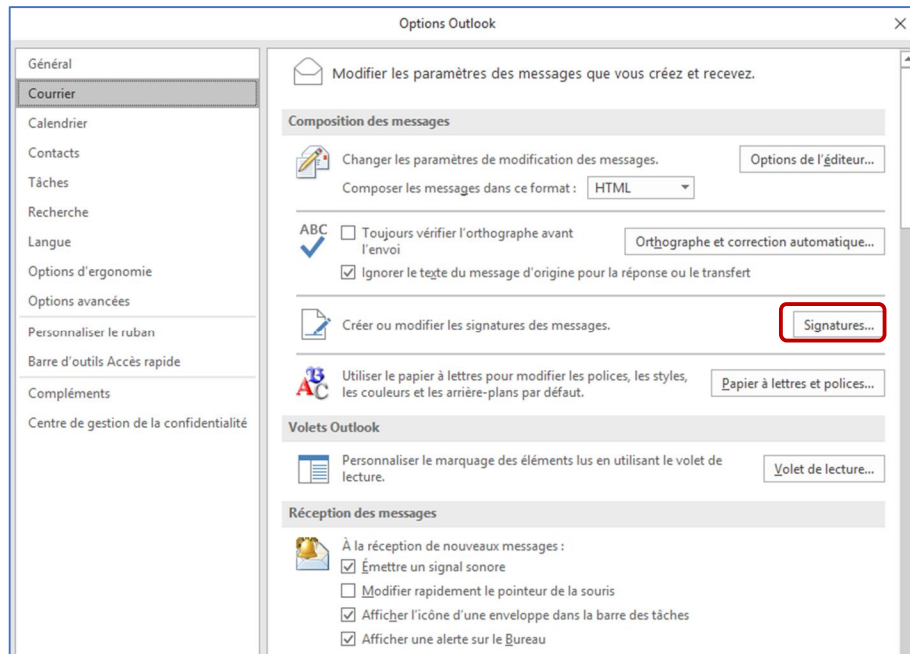 Options Outlook
Général
Courrier
Calendrier
Contacts
Tâches
Recherche
Langue
Options d'ergonomie
Options avancées
Personnaliser le ruban
Barre d'outils Accès rapide
Compléments
Centre de gestion de la confidentialité
Modifier les paramètres des messages que vous créez et recevez.
Composition des messages
Changer les paramètres de modification des messages.
Options de l'éditeur...
Composer les messages dans ce format :
HTML
ABC
Toujours vérifier l'orthographe avant
l'envoi
Orthographe et correction automatique...
Ignorer le texte du message d'origine pour la réponse ou le transfert
Créer ou modifier les signatures des messages.
Signatures...
Utiliser le papier à lettres pour modifier les polices, les styles,
les couleurs et les arrière-plans par défaut.
Papier à lettres et polices...
Volets Outlook
Personnaliser le marquage des éléments lus en utilisant le volet de
lecture.
Volet de lecture...
Réception des messages
À la réception de nouveaux messages :
Émettre un signal sonore
Modifier rapidement le pointeur de la souris
Afficher l'icône d'une enveloppe dans la barre des tâches
Afficher une alerte sur le Bureau